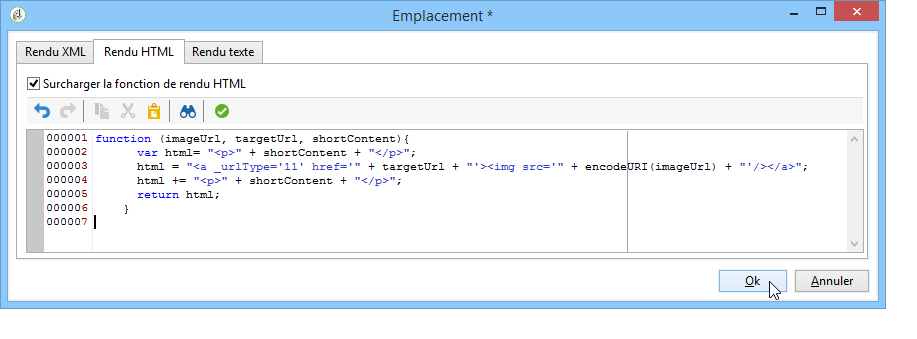 Emplacement *
Rendu XML Rendu HTML Rendu texte
Surcharger la fonction de rendu HTML
000001 function (imageUrl, targetUrl, shortContent){
000002 var html= "<p>" + shortContent + "</p>";
000003 html = "<a _urlType='11' href='" + targetUrl + "'><img src='" + encodeURI(imageUrl) + "'/></a>";
000004 html += "<p>" + shortContent + "</p>";
000005 return html;
000006 }
000007
Ok Annuler